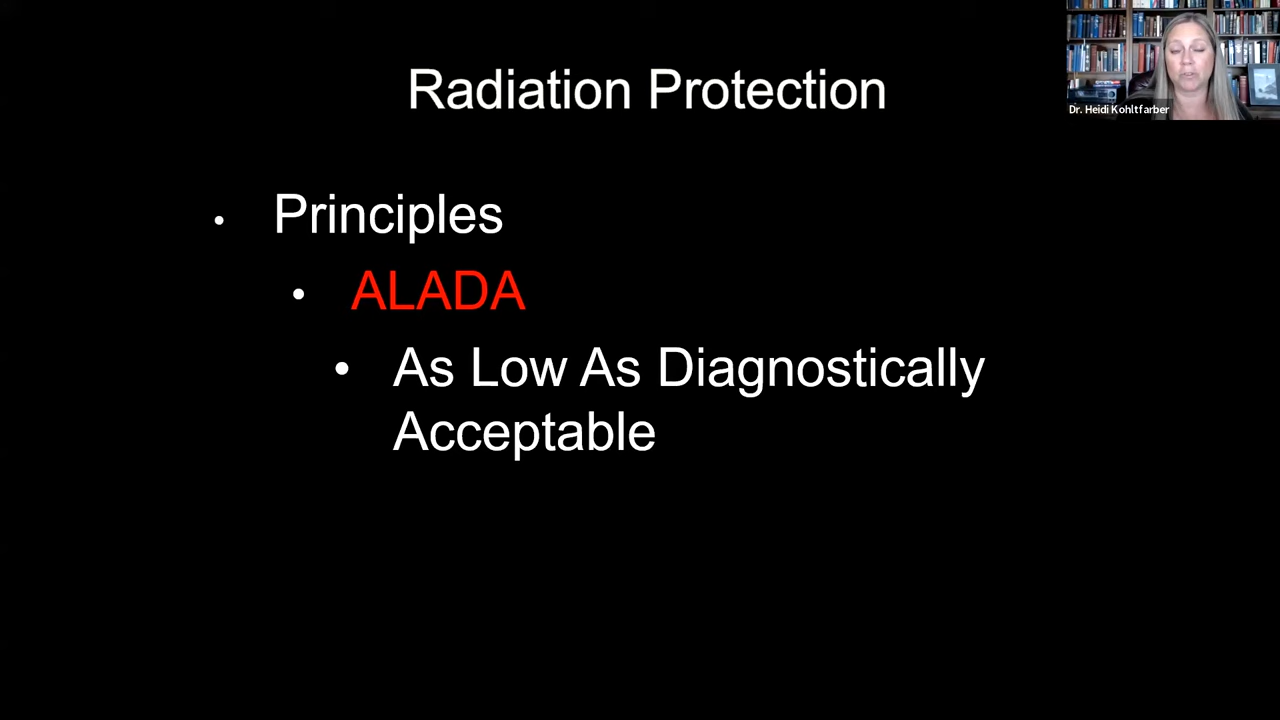 Radiation Protection
Dr. Heidi Kohltfarber
• Principles
• ALADA
• As Low As Diagnostically
Acceptable